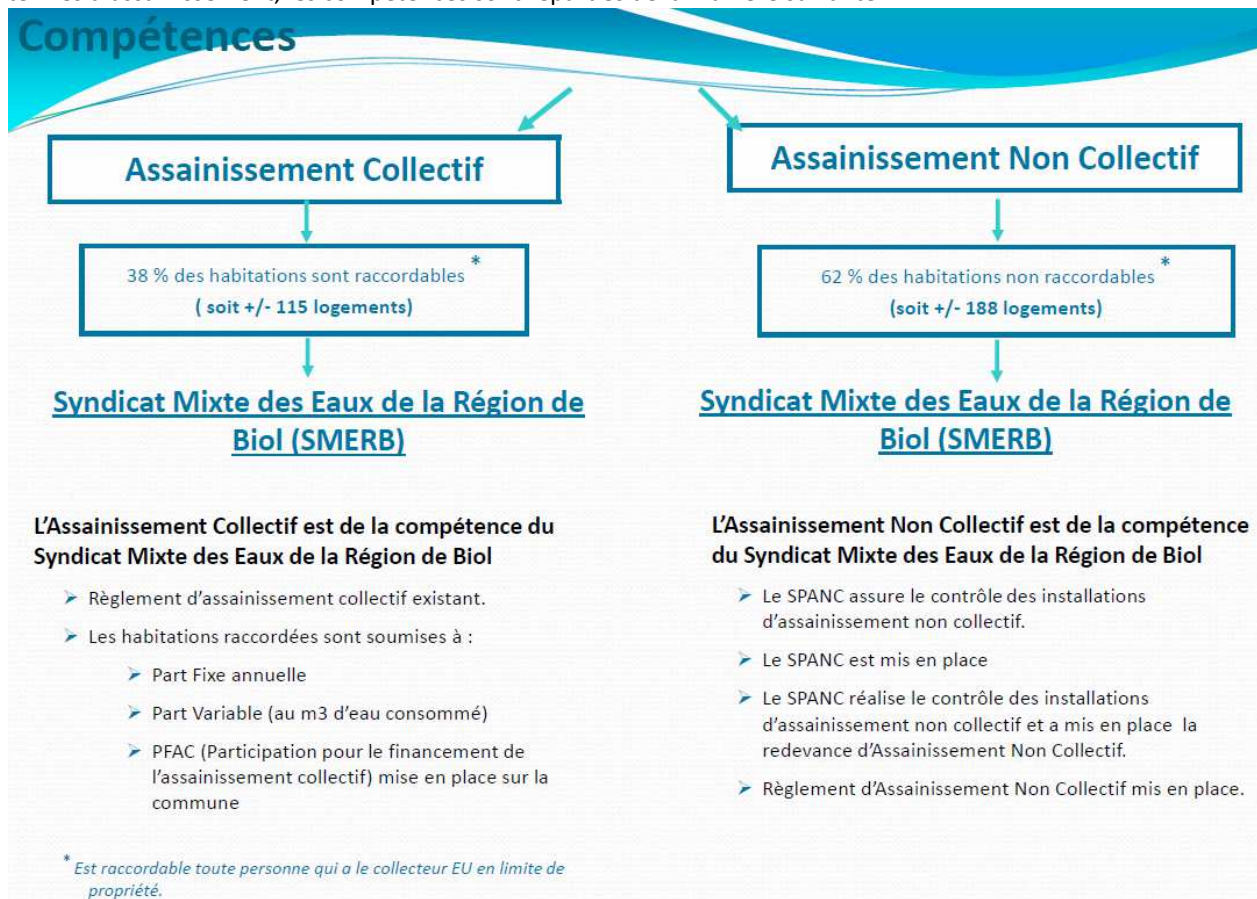 Compétences
Assainissement Collectif
38 % des habitations sont raccordables *
( soit +/- 115 logements)
Syndicat Mixte des Eaux de la Région de
Biol (SMERB)
L'Assainissement Collectif est de la compétence du
Syndicat Mixte des Eaux de la Région de Biol
➢ Règlement d'assainissement collectif existant.
➢ Les habitations raccordées sont soumises à :
➢ Part Fixe annuelle
➢ Part Variable (au m3 d'eau consommé)
➢ PFAC (Participation pour le financement de
l'assainissement collectif) mise en place sur la
commune
* Est raccordable toute personne qui a le collecteur EU en limite de
propriété.
Assainissement Non Collectif
62 % des habitations non raccordables *
(soit +/- 188 logements)
Syndicat Mixte des Eaux de la Région de
Biol (SMERB)
L'Assainissement Non Collectif est de la compétence
du Syndicat Mixte des Eaux de la Région de Biol
➢ Le SPANC assure le contrôle des installations
d'assainissement non collectif.
➢ Le SPANC est mis en place
➢ Le SPANC réalise le contrôle des installations
d'assainissement non collectif et a mis en place la
redevance d'Assainissement Non Collectif.
➢ Règlement d'Assainissement Non Collectif mis en place.